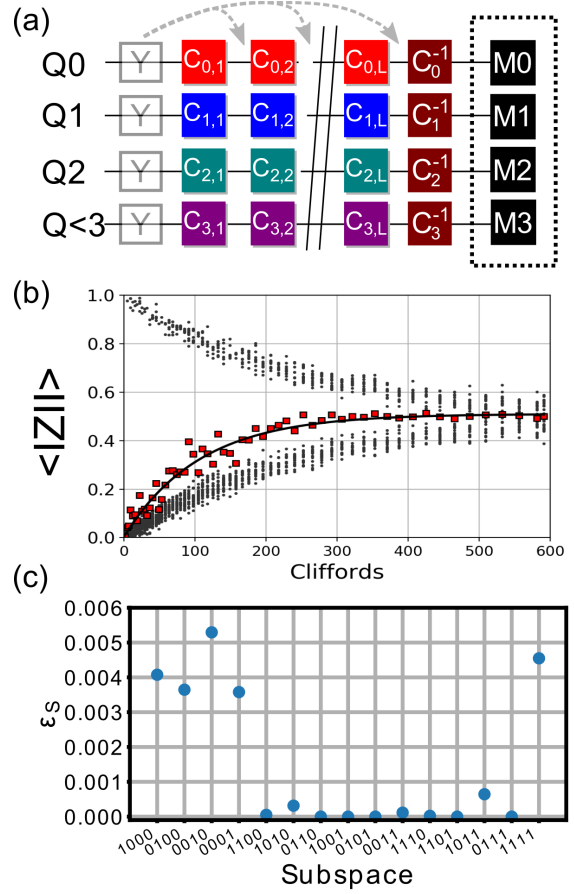 (a)
Q0 Y C0,1 C0,2 C0,L C0^-1 M0
Q1 Y C1,1 C1,2 C1,L C1^-1 M1
Q2 Y C2,1 C2,2 C2,L C2^-1 M2
Q<3 Y C3,1 C3,2 C3,L C3^-1 M3
(b)
<IZII>
1.0
0.8
0.6
0.4
0.2
0.0
0 100 200 300 400 500 600
Cliffords
(c)
εS
0.006
0.005
0.004
0.003
0.002
0.001
0.000
1000 0100 0010 0001 1100 1010 0110 1001 0101 0011 1110 1101 1011 0111 1111
Subspace